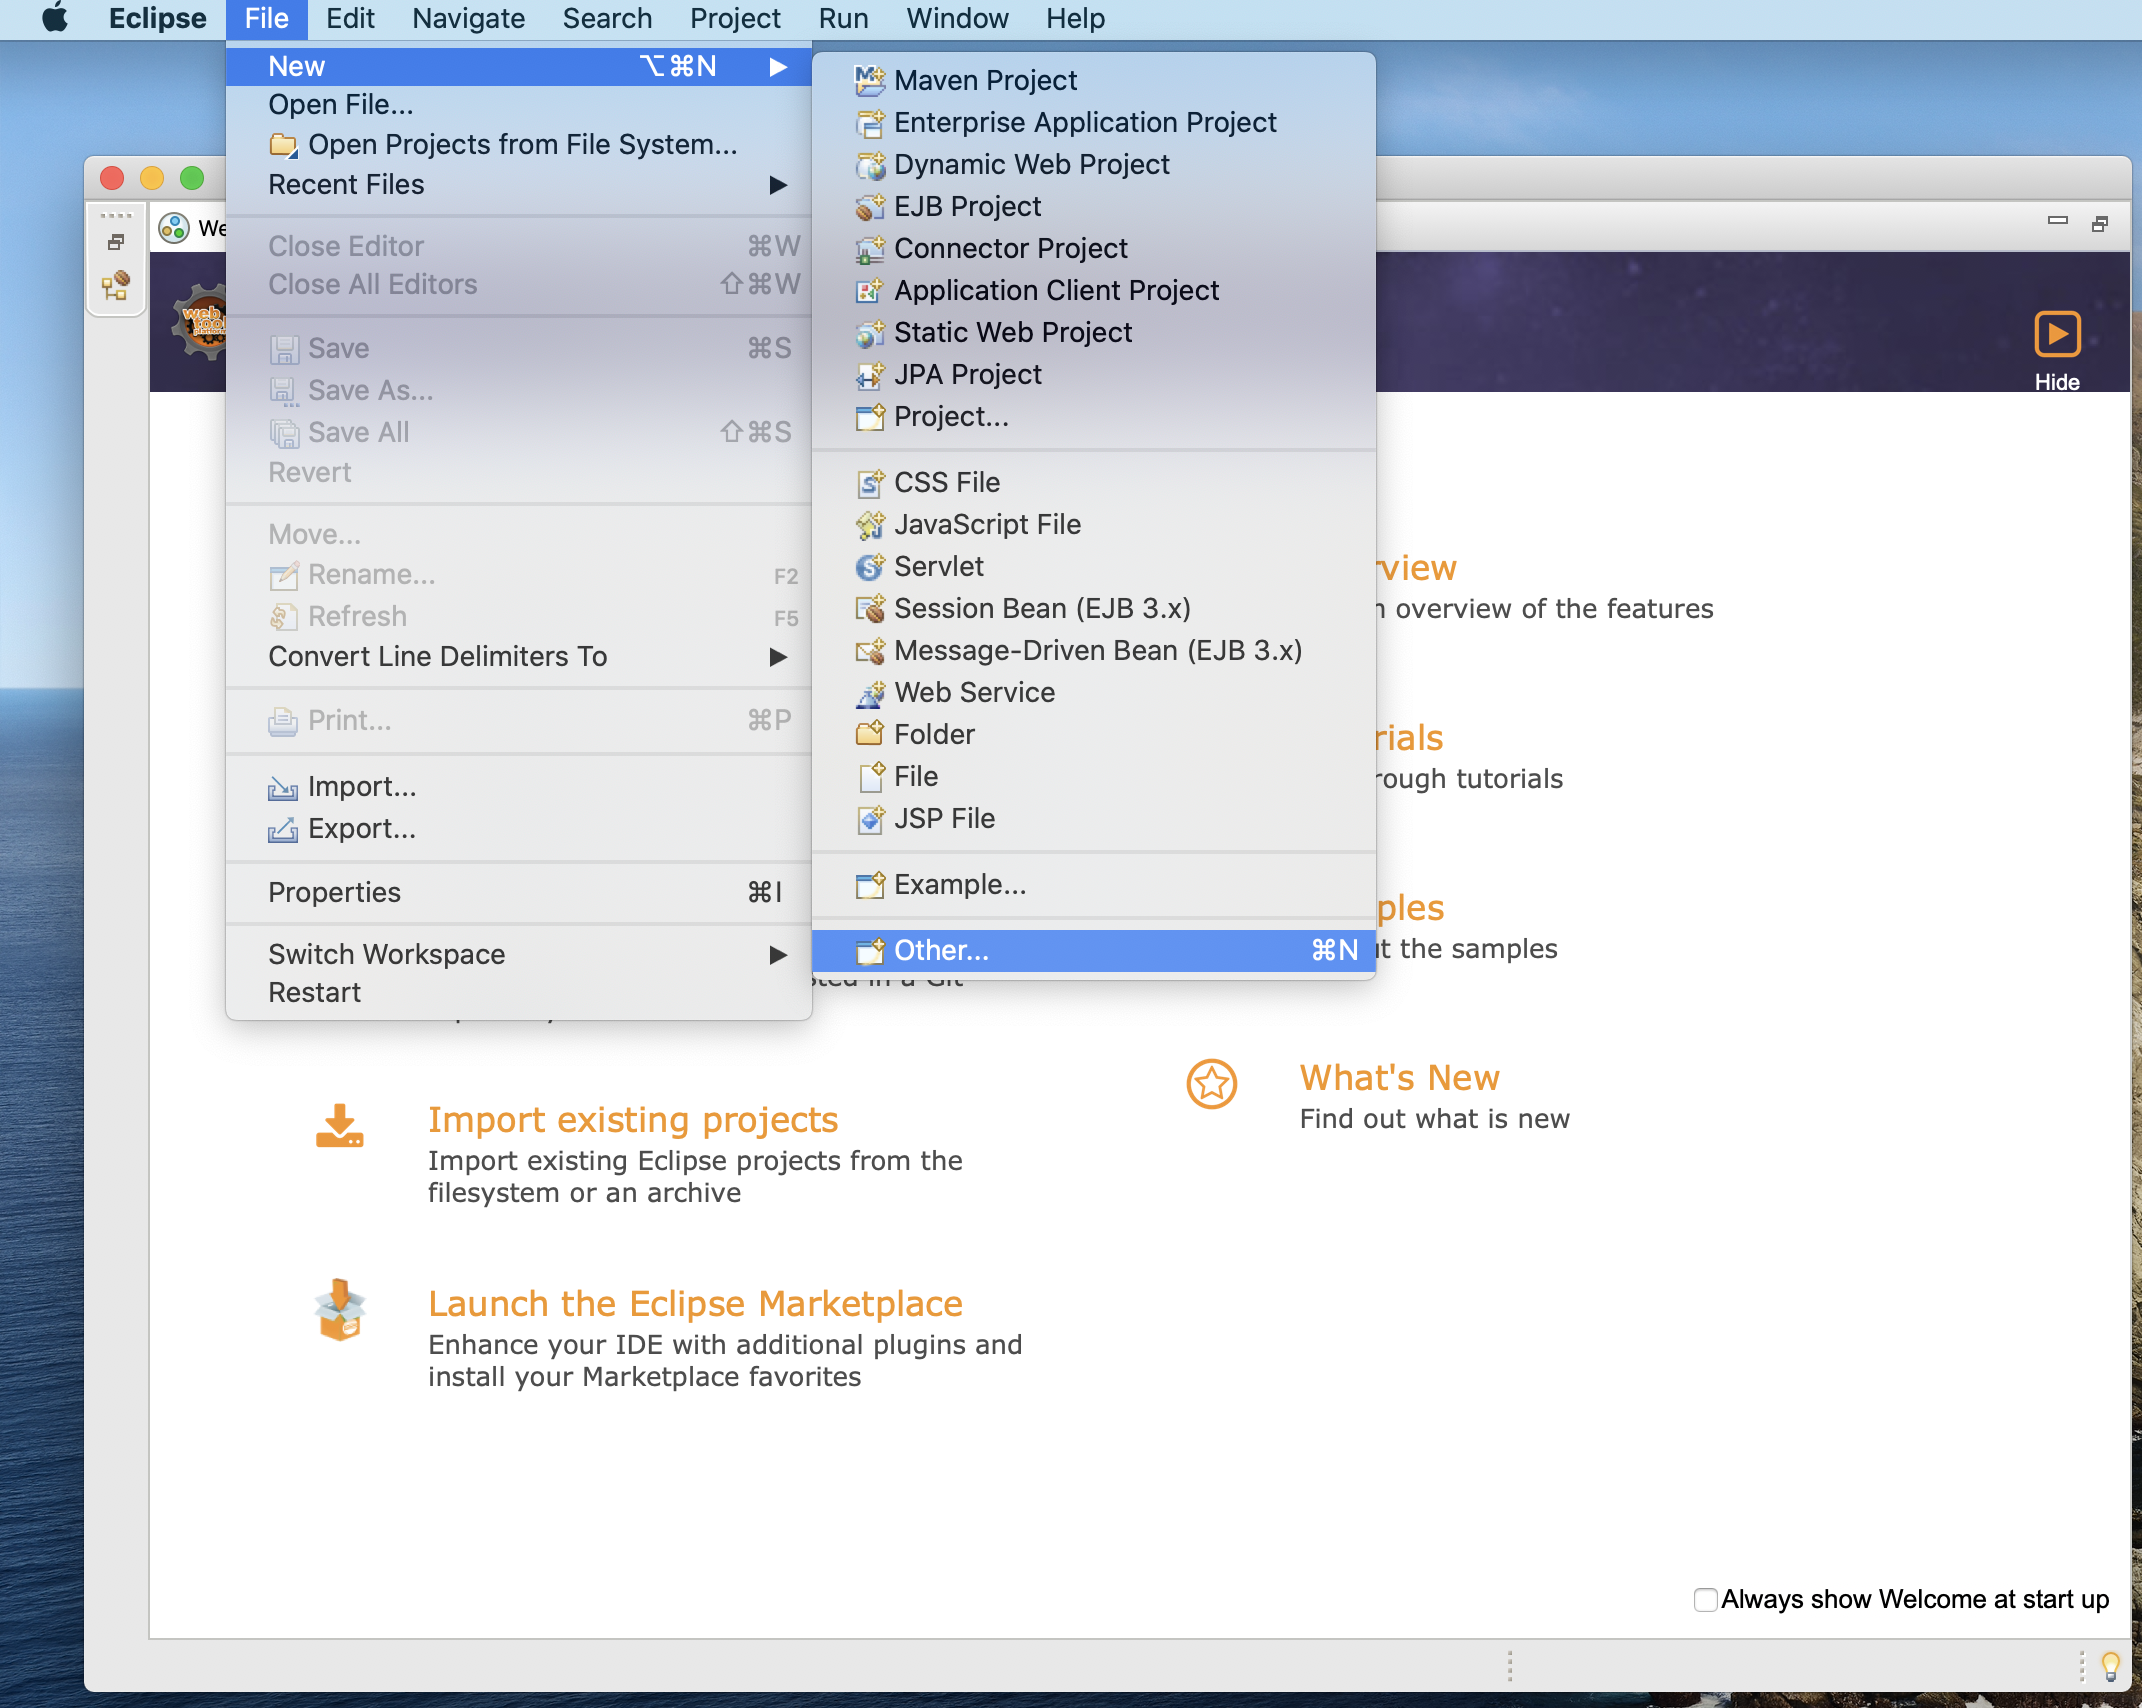 Eclipse File Edit Navigate Search Project Run Window Help
New ⌥⌘N
Open File...
Open Projects from File System...
Recent Files
Close Editor ⌘W
Close All Editors ⇧⌘W
Save ⌘S
Save As...
Save All ⇧⌘S
Revert
Move...
Rename... F2
Refresh F5
Convert Line Delimiters To
Print... ⌘P
Import...
Export...
Properties ⌘I
Switch Workspace
Restart
Maven Project
Enterprise Application Project
Dynamic Web Project
EJB Project
Connector Project
Application Client Project
Static Web Project
JPA Project
Project...
CSS File
JavaScript File
Servlet
Session Bean (EJB 3.x)
Message-Driven Bean (EJB 3.x)
Web Service
Folder
File
JSP File
Example...
Other... ⌘N
We
web
Hide
rview
overview of the features
rials
rough tutorials
ples
t the samples
in a Git
Import existing projects
Import existing Eclipse projects from the
filesystem or an archive
Launch the Eclipse Marketplace
Enhance your IDE with additional plugins and
install your Marketplace favorites
What's New
Find out what is new
Always show Welcome at start up